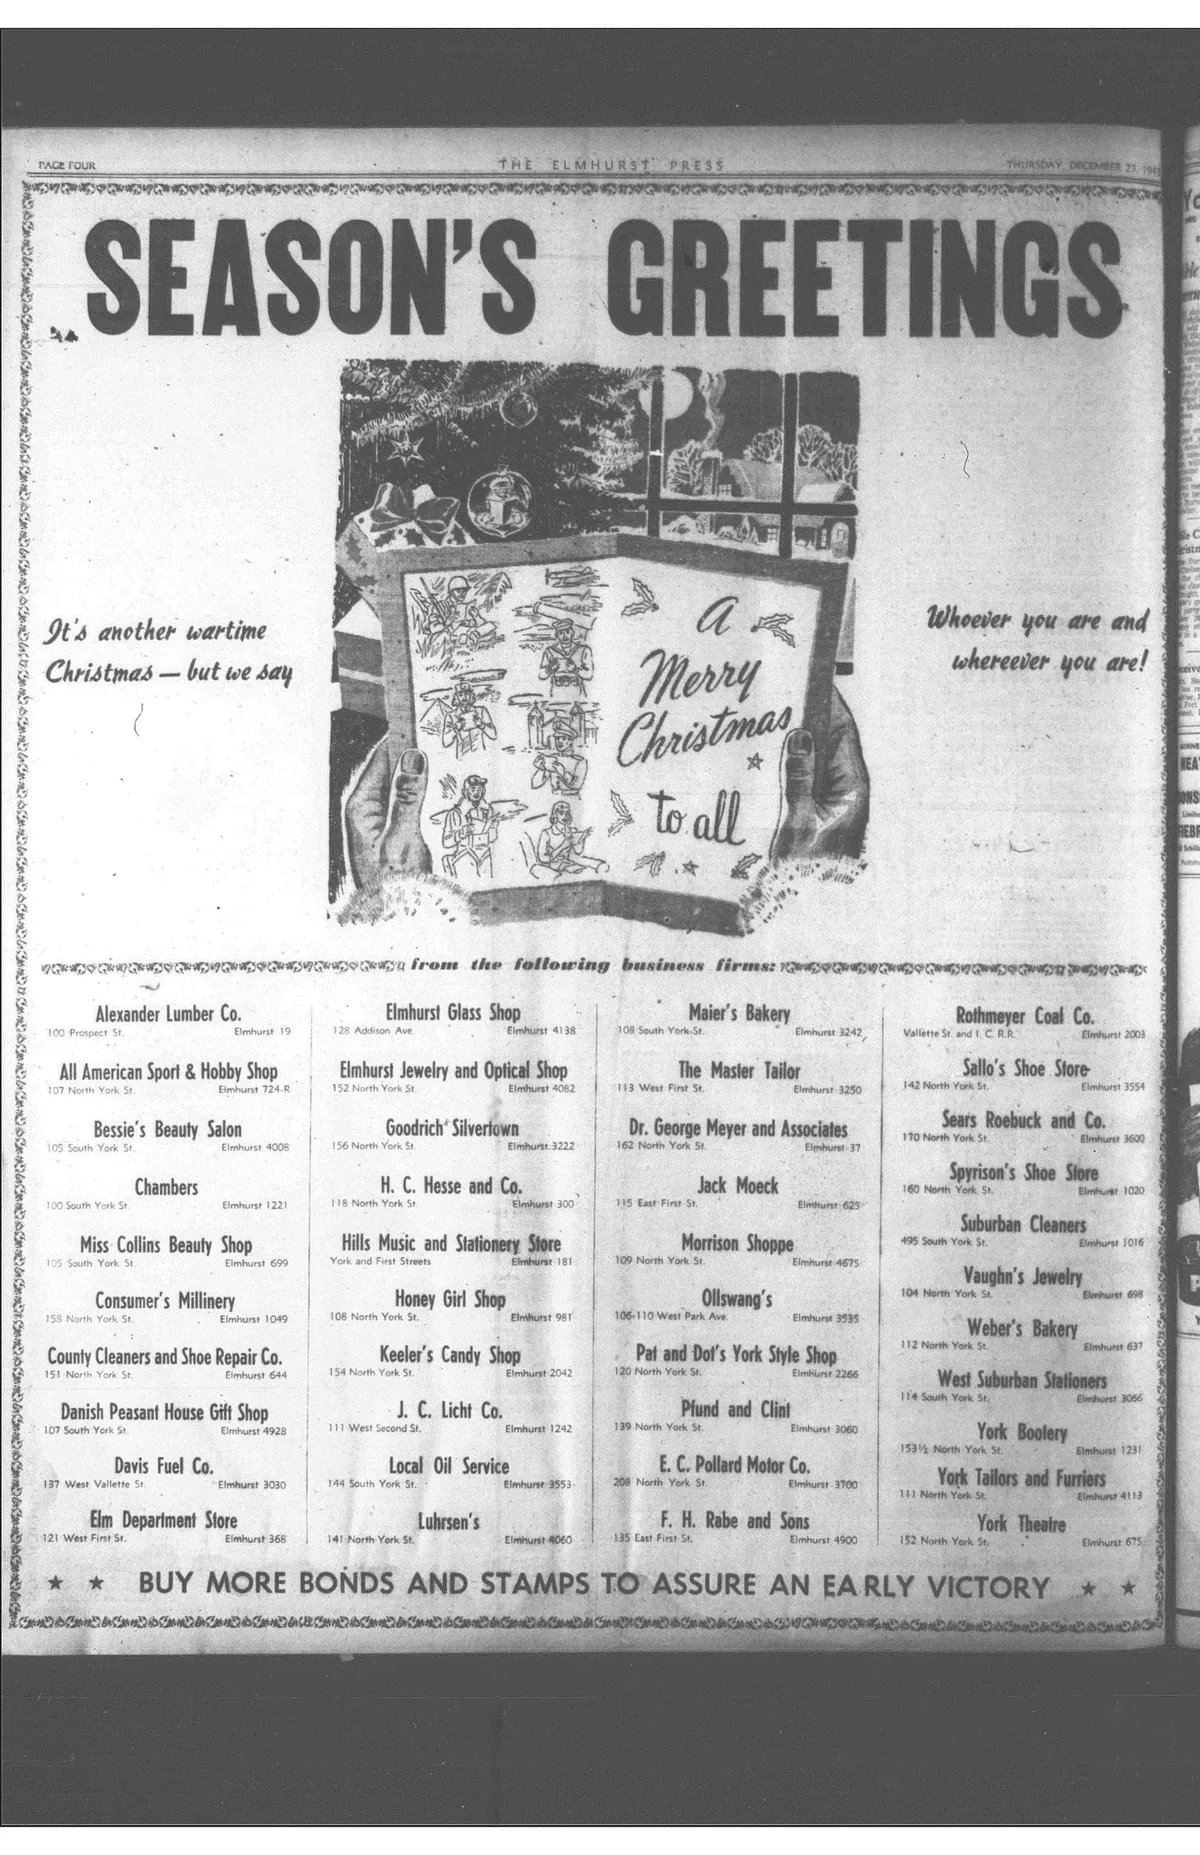 PAGE FOUR
THE ELMHURST PRESS
THURSDAY, DECEMBER 23, 194
SEASON'S GREETINGS
It's another wartime
Christmas — but we say
A
Merry
Christmas
to all
Whoever you are and
whereever you are!
from the following business firms:
Alexander Lumber Co.
100 Prospect St. Elmhurst 19
All American Sport & Hobby Shop
107 North York St. Elmhurst 724-R
Bessie's Beauty Salon
105 South York St. Elmhurst 4008
Chambers
100 South York St. Elmhurst 1221
Miss Collins Beauty Shop
105 South York St. Elmhurst 699
Consumer's Millinery
158 North York St. Elmhurst 1049
County Cleaners and Shoe Repair Co.
151 North York St. Elmhurst 644
Danish Peasant House Gift Shop
107 South York St. Elmhurst 4928
Davis Fuel Co.
137 West Vallette St. Elmhurst 3030
Elm Department Store
121 West First St. Elmhurst 368
Elmhurst Glass Shop
128 Addison Ave. Elmhurst 4138
Elmhurst Jewelry and Optical Shop
152 North York St. Elmhurst 4082
Goodrich Silvertown
156 North York St. Elmhurst 3222
H. C. Hesse and Co.
118 North York St. Elmhurst 300
Hills Music and Stationery Store
York and First Streets Elmhurst 181
Honey Girl Shop
108 North York St. Elmhurst 981
Keeler's Candy Shop
154 North York St. Elmhurst 2042
J. C. Licht Co.
111 West Second St. Elmhurst 1242
Local Oil Service
144 South York St. Elmhurst 3553
Luhrsen's
141 North York St. Elmhurst 4060
Maier's Bakery
108 South York St. Elmhurst 3242
The Master Tailor
113 West First St. Elmhurst 3250
Dr. George Meyer and Associates
162 North York St. Elmhurst 37
Jack Moeck
115 East First St. Elmhurst 625
Morrison Shoppe
109 North York St. Elmhurst 4675
Ollswang's
106-110 West Park Ave. Elmhurst 3535
Pat and Dot's York Style Shop
120 North York St. Elmhurst 2266
Pfund and Clint
139 North York St. Elmhurst 3060
E. C. Pollard Motor Co.
208 North York St. Elmhurst 3700
F. H. Rabe and Sons
135 East First St. Elmhurst 4900
Rothmeyer Coal Co.
Vallette St. and I. C. R.R. Elmhurst 2003
Sallo's Shoe Store
142 North York St. Elmhurst 3554
Sears Roebuck and Co.
170 North York St. Elmhurst 3600
Spyrison's Shoe Store
160 North York St. Elmhurst 1020
Suburban Cleaners
495 South York St. Elmhurst 1016
Vaughn's Jewelry
104 North York St. Elmhurst 698
Weber's Bakery
112 North York St. Elmhurst 637
West Suburban Stationers
114 South York St. Elmhurst 3066
York Bootery
153½ North York St. Elmhurst 1231
York Tailors and Furriers
111 North York St. Elmhurst 4113
York Theatre
152 North York St. Elmhurst 675
★ ★ BUY MORE BONDS AND STAMPS TO ASSURE AN EARLY VICTORY ★ ★